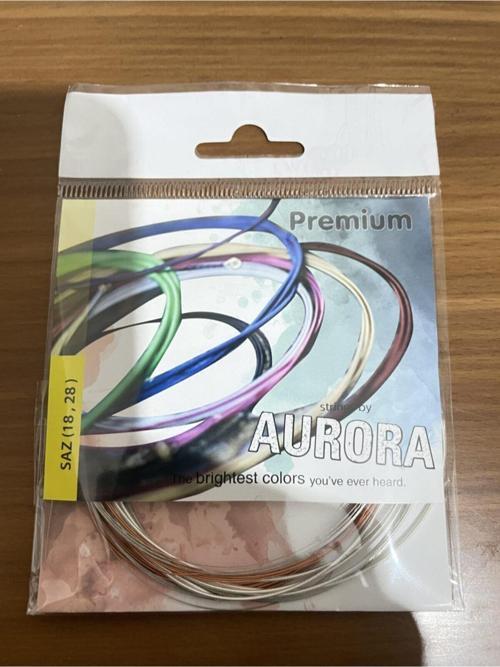 Premium
SAZ (18, 28)
strings by
AURORA
The brightest colors you've ever heard.